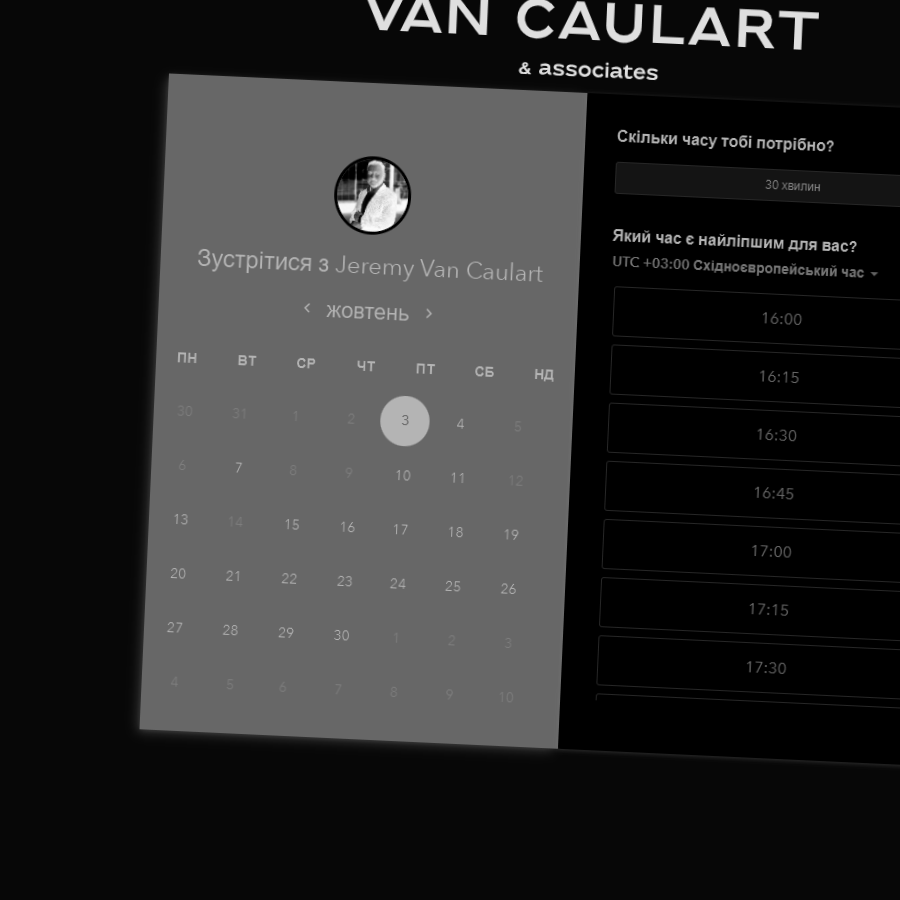 VAN CAULART
& associates
Зустрітися з Jeremy Van Caulart
жовтень
ПН ВТ СР ЧТ ПТ СБ НД
30 31 1 2 3 4 5
6 7 8 9 10 11 12
13 14 15 16 17 18 19
20 21 22 23 24 25 26
27 28 29 30 1 2 3
4 5 6 7 8 9 10
Скільки часу тобі потрібно?
30 хвилин
Який час є найліпшим для вас?
UTC +03:00 Східноєвропейський час
16:00
16:15
16:30
16:45
17:00
17:15
17:30